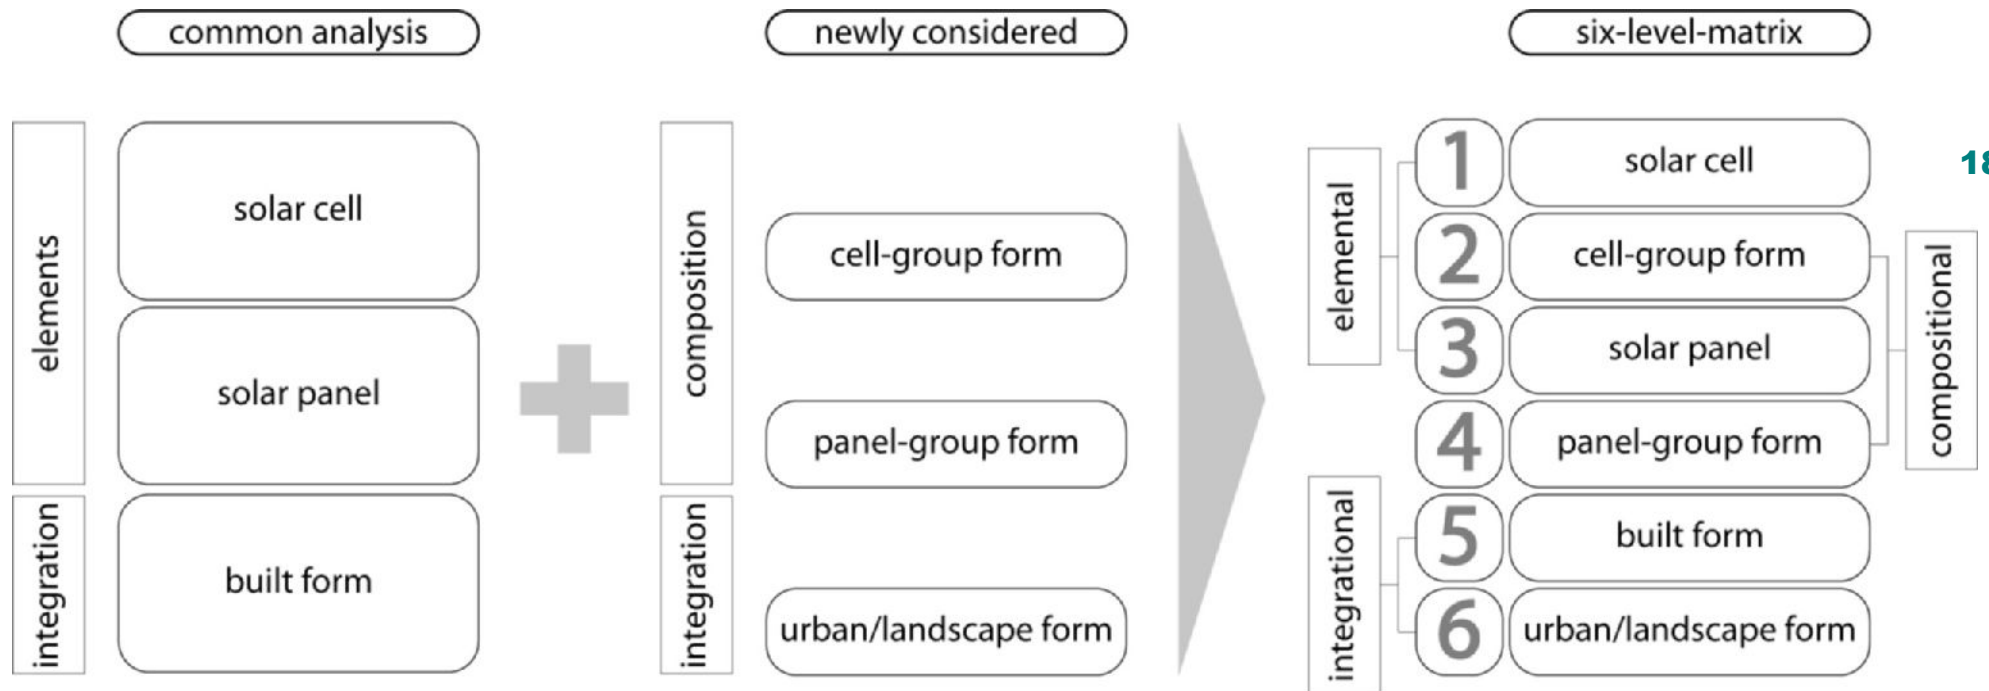 common analysis
newly considered
six-level-matrix
elements
solar cell
solar panel
integration
built form
composition
cell-group form
panel-group form
integration
urban/landscape form
elemental
1 solar cell
2 cell-group form
3 solar panel
4 panel-group form
compositional
integrational
5 built form
6 urban/landscape form
18